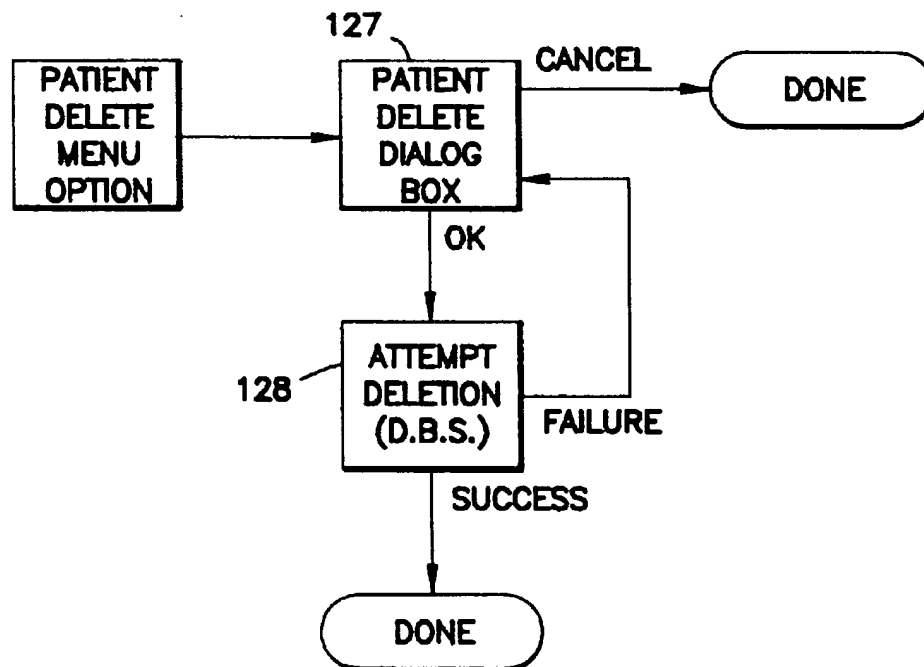 127
PATIENT
DELETE
MENU
OPTION
PATIENT
DELETE
DIALOG
BOX
CANCEL
DONE
OK
128
ATTEMPT
DELETION
(D.B.S.)
FAILURE
SUCCESS
DONE